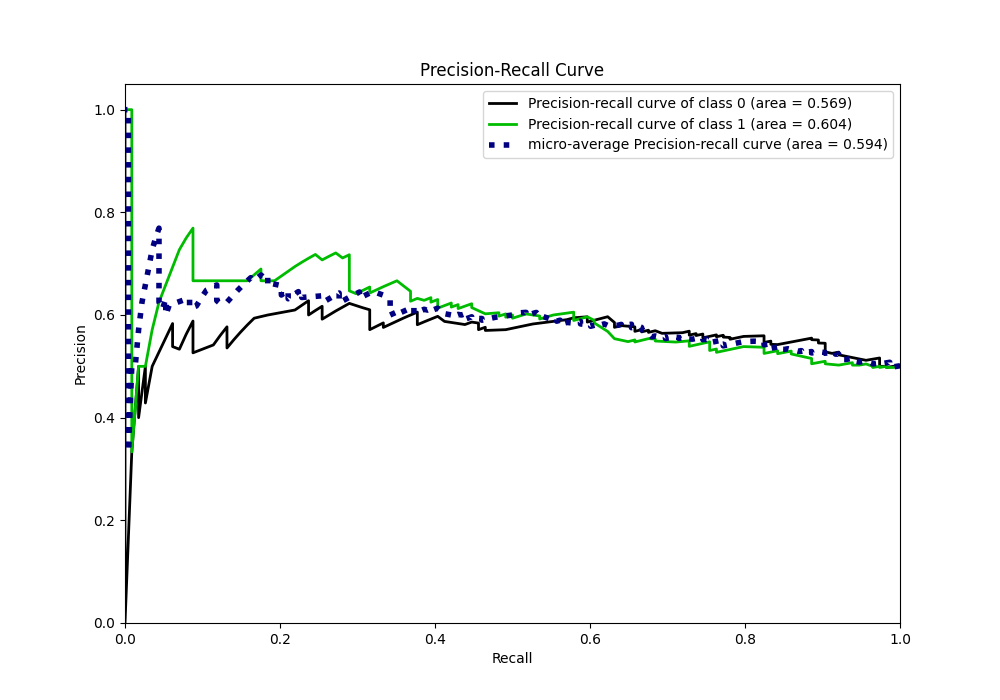 Precision-Recall Curve
Precision-recall curve of class 0 (area = 0.569)
Precision-recall curve of class 1 (area = 0.604)
micro-average Precision-recall curve (area = 0.594)
1.0
0.8
0.6
0.4
0.2
0.0
Precision
0.0 0.2 0.4 0.6 0.8 1.0
Recall